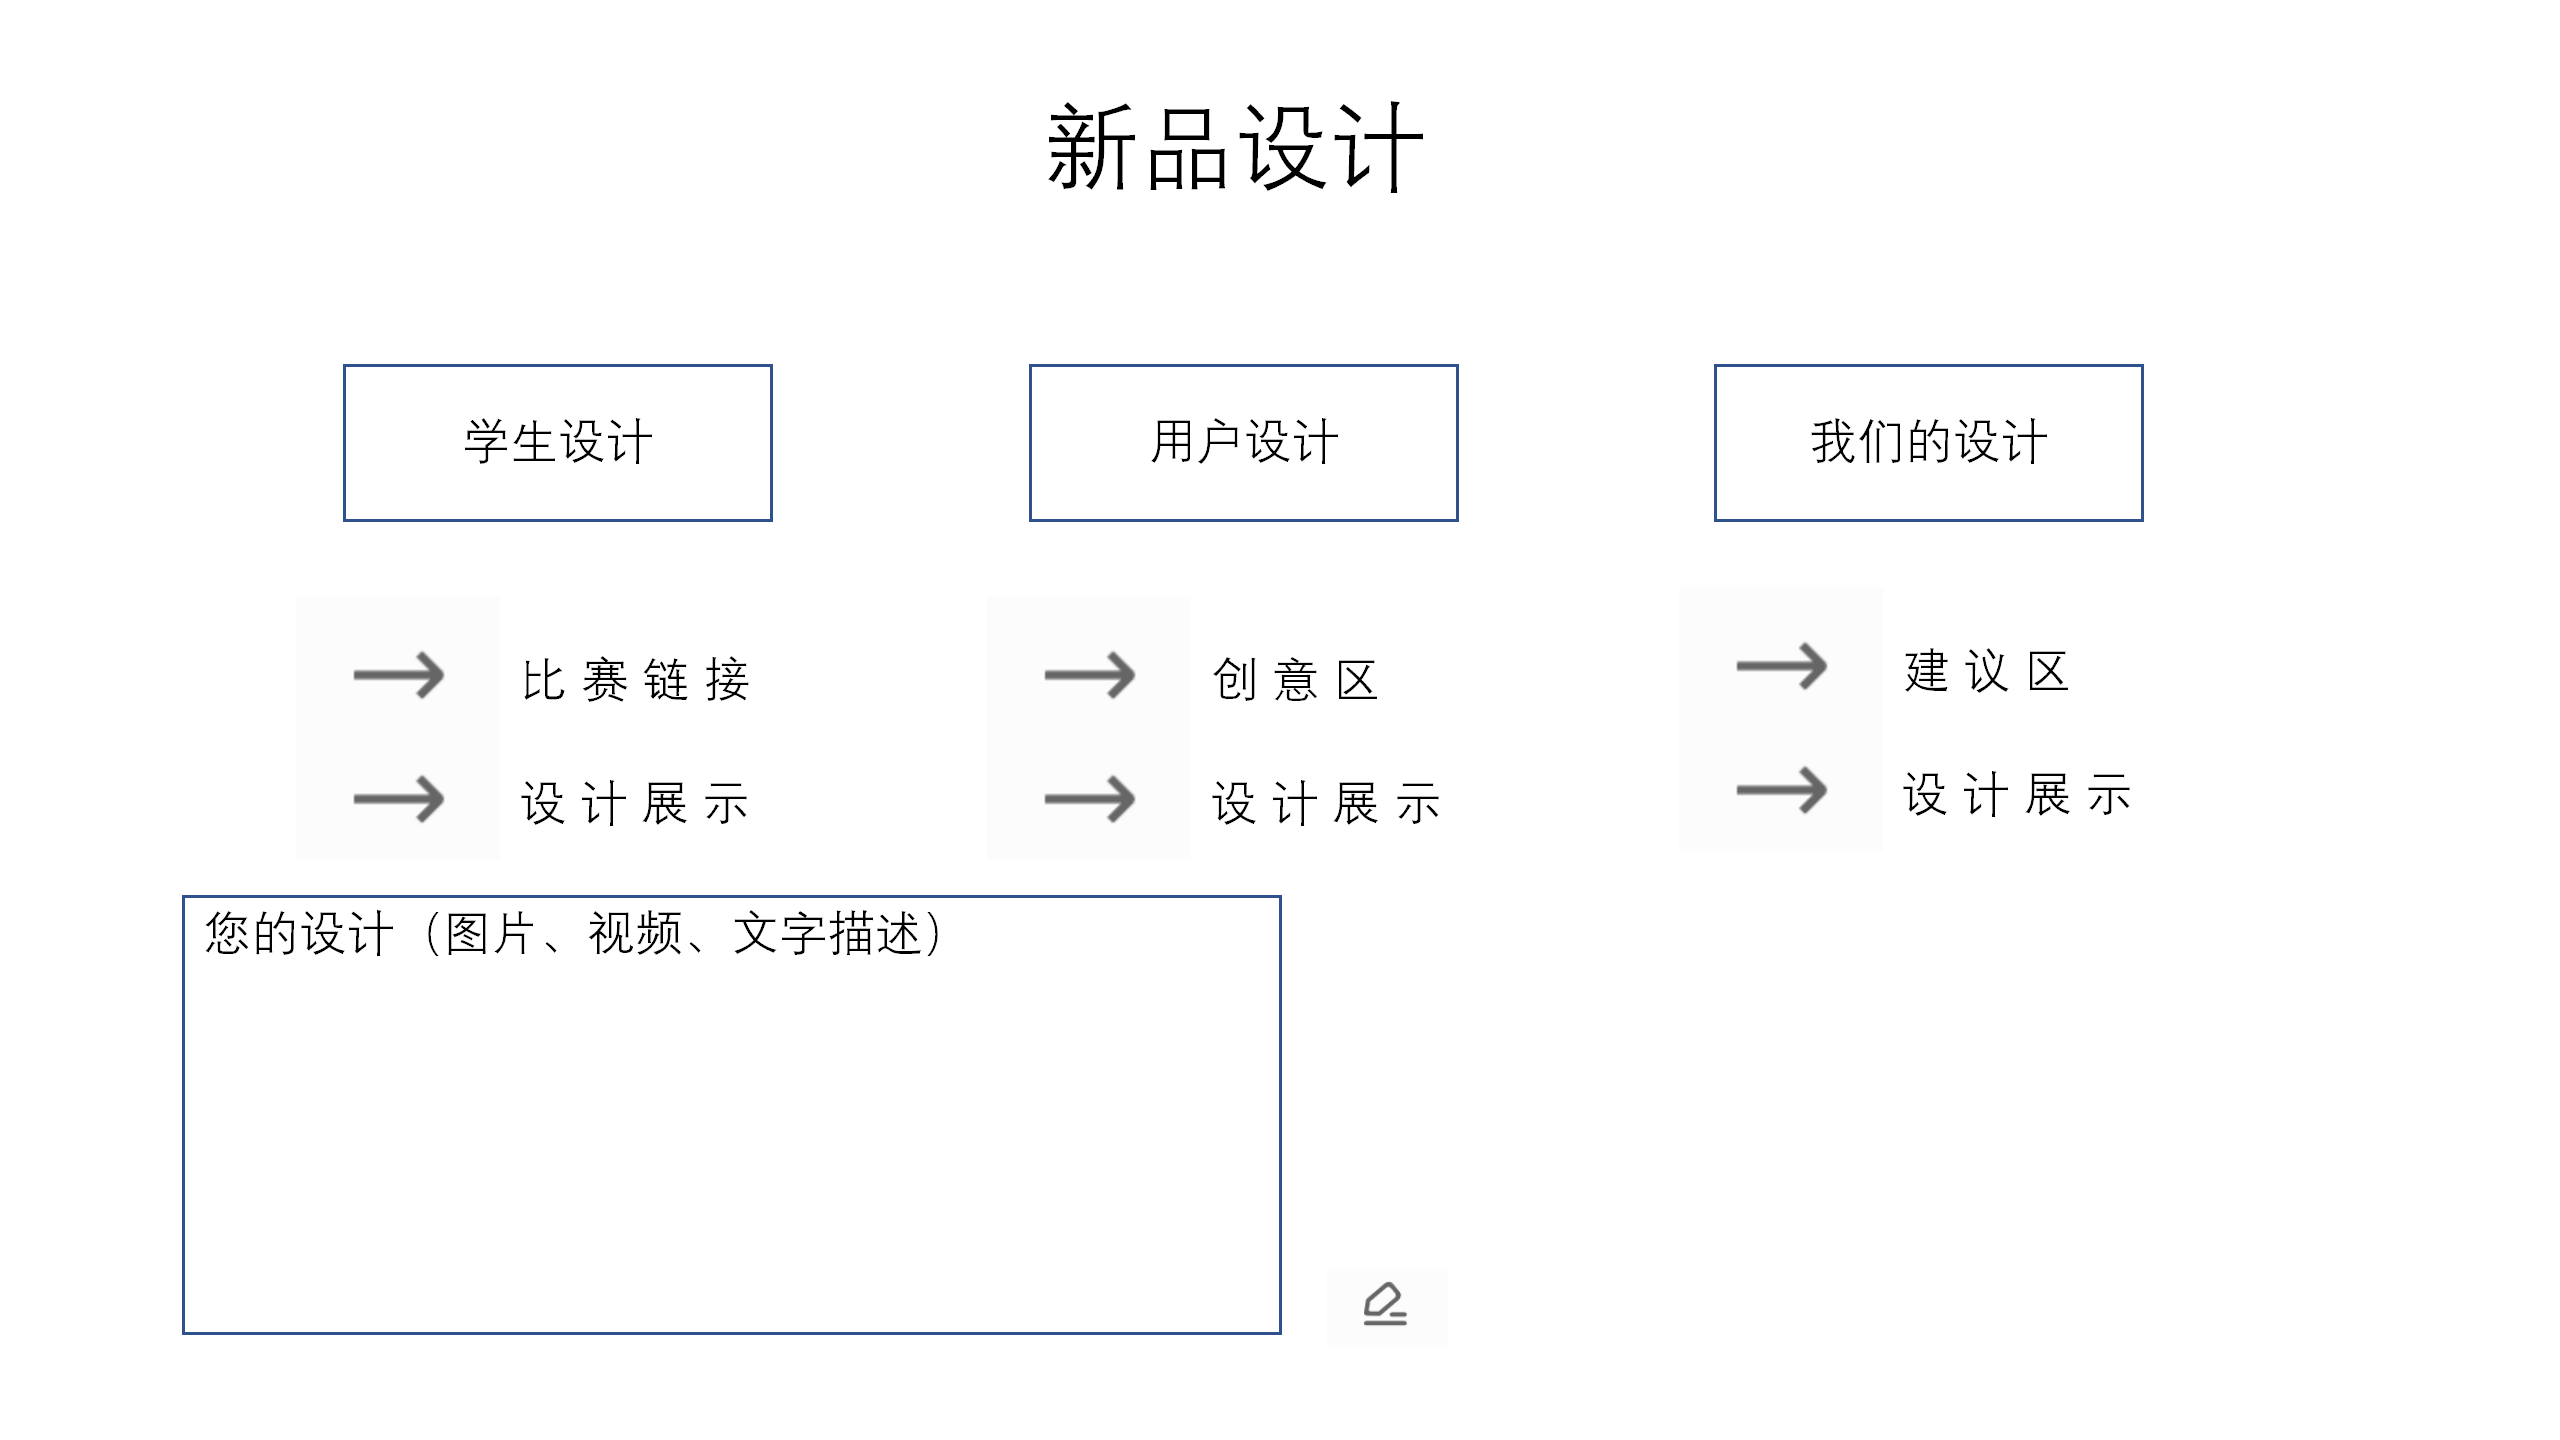 新品设计
学生设计
比赛链接
设计展示
用户设计
创意区
设计展示
我们的设计
建议区
设计展示
您的设计（图片、视频、文字描述）